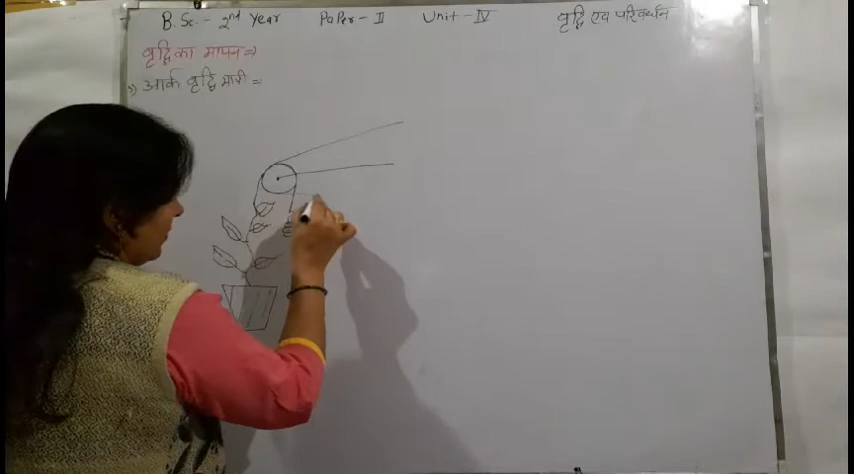 B.Sc. - 2nd Year Paper - II Unit - IV वृद्धि एवं परिवर्धन
वृद्धि का मापन ⇒
1) आर्क वृद्धि मापी ⇒